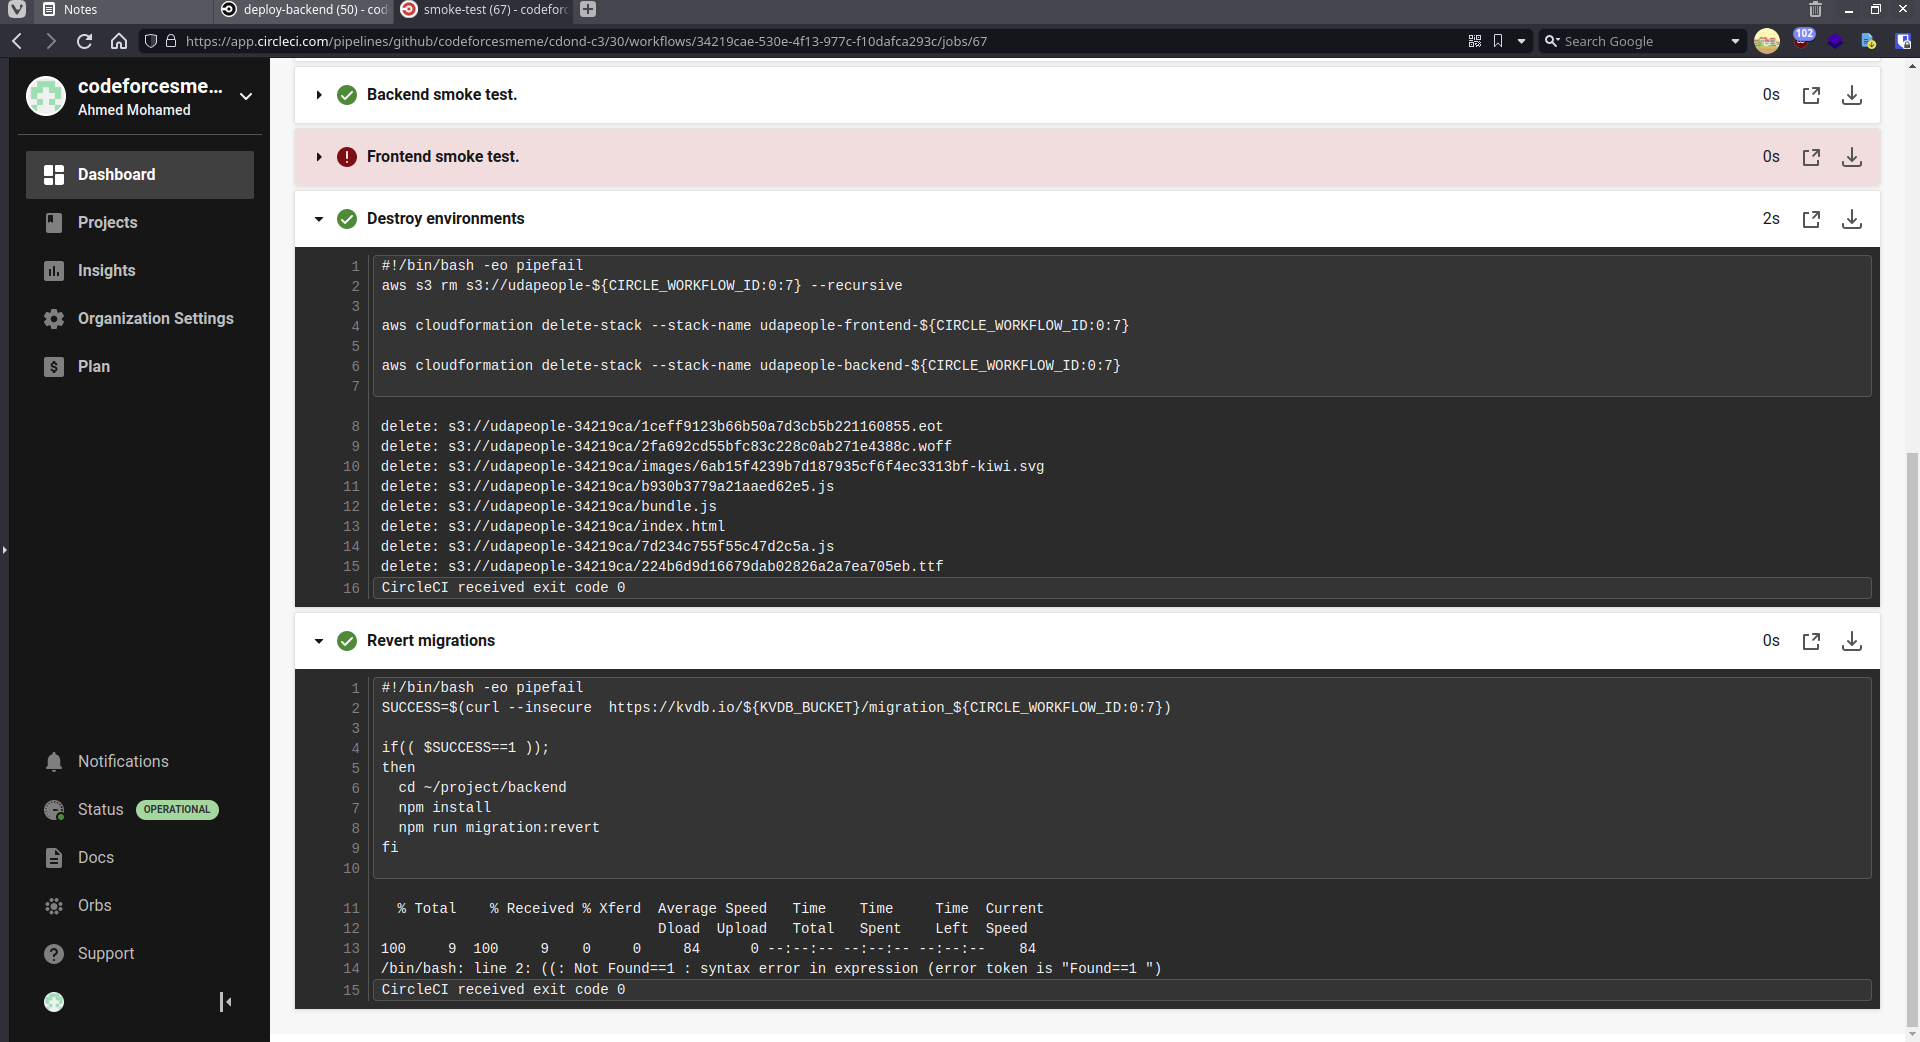 Notes
deploy-backend (50) - cod
smoke-test (67) - codeforc
https://app.circleci.com/pipelines/github/codeforcesmeme/cdond-c3/30/workflows/34219cae-530e-4f13-977c-f10dafca293c/jobs/67
Search Google
102
codeforcesme...
Ahmed Mohamed
Dashboard
Projects
Insights
Organization Settings
Plan
Notifications
Status OPERATIONAL
Docs
Orbs
Support
Backend smoke test. 0s
Frontend smoke test. 0s
Destroy environments 2s
1 #!/bin/bash -eo pipefail
2 aws s3 rm s3://udapeople-${CIRCLE_WORKFLOW_ID:0:7} --recursive
3
4 aws cloudformation delete-stack --stack-name udapeople-frontend-${CIRCLE_WORKFLOW_ID:0:7}
5
6 aws cloudformation delete-stack --stack-name udapeople-backend-${CIRCLE_WORKFLOW_ID:0:7}
7
8 delete: s3://udapeople-34219ca/1ceff9123b66b50a7d3cb5b221160855.eot
9 delete: s3://udapeople-34219ca/2fa692cd55bfc83c228c0ab271e4388c.woff
10 delete: s3://udapeople-34219ca/images/6ab15f4239b7d187935cf6f4ec3313bf-kiwi.svg
11 delete: s3://udapeople-34219ca/b930b3779a21aaed62e5.js
12 delete: s3://udapeople-34219ca/bundle.js
13 delete: s3://udapeople-34219ca/index.html
14 delete: s3://udapeople-34219ca/7d234c755f55c47d2c5a.js
15 delete: s3://udapeople-34219ca/224b6d9d16679dab02826a2a7ea705eb.ttf
16 CircleCI received exit code 0
Revert migrations 0s
1 #!/bin/bash -eo pipefail
2 SUCCESS=$(curl --insecure  https://kvdb.io/${KVDB_BUCKET}/migration_${CIRCLE_WORKFLOW_ID:0:7})
3
4 if(( $SUCCESS==1 ));
5 then
6   cd ~/project/backend
7   npm install
8   npm run migration:revert
9 fi
10
11 % Total    % Received % Xferd  Average Speed   Time    Time     Time  Current
12 Dload  Upload   Total   Spent    Left  Speed
13 100     9  100     9    0     0     84      0 --:--:-- --:--:-- --:--:--    84
14 /bin/bash: line 2: ((: Not Found==1 : syntax error in expression (error token is "Found==1 ")
15 CircleCI received exit code 0